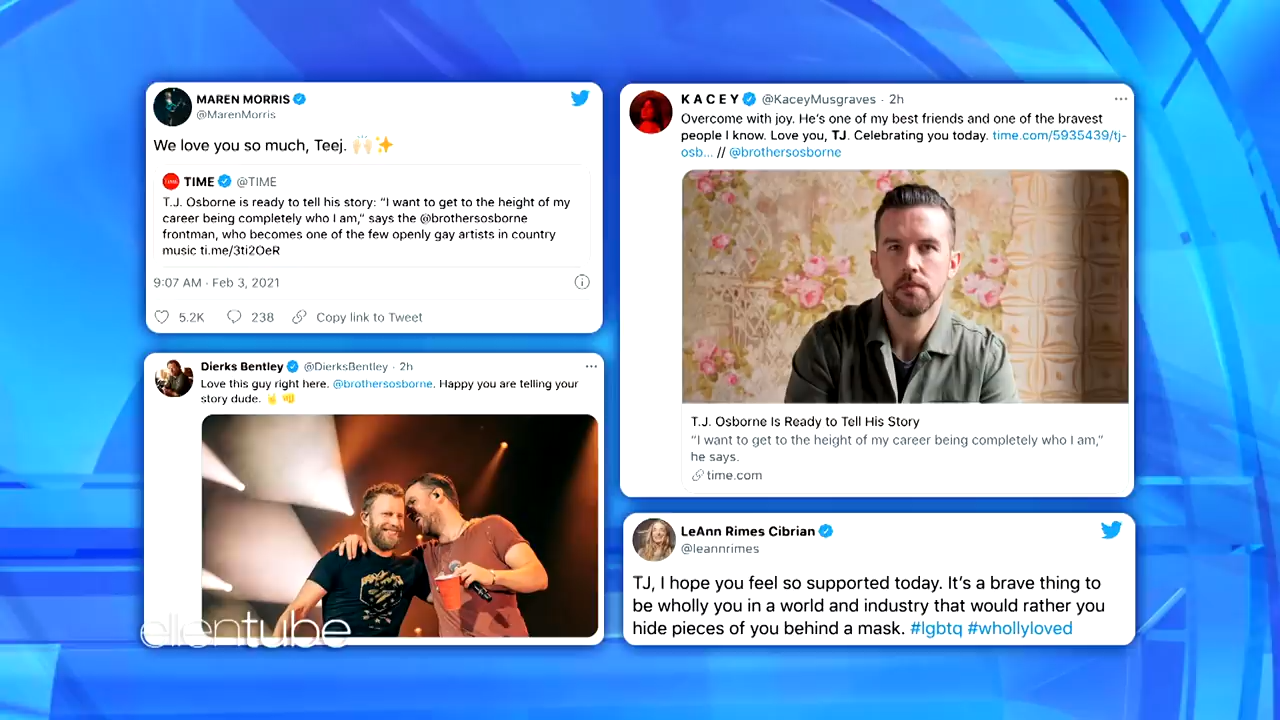 MAREN MORRIS
@MarenMorris
We love you so much, Teej. 🙌🏻✨
TIME @TIME
T.J. Osborne is ready to tell his story: “I want to get to the height of my
career being completely who I am,” says the @brothersosborne
frontman, who becomes one of the few openly gay artists in country
music ti.me/3ti2OeR
9:07 AM · Feb 3, 2021
5.2K 238 Copy link to Tweet
Dierks Bentley @DierksBentley · 2h
Love this guy right here. @brothersosborne. Happy you are telling your
story dude. 🤘👊
ellentube
K A C E Y @KaceyMusgraves · 2h
Overcome with joy. He’s one of my best friends and one of the bravest
people I know. Love you, TJ. Celebrating you today. time.com/5935439/tj-
osb... // @brothersosborne
T.J. Osborne Is Ready to Tell His Story
“I want to get to the height of my career being completely who I am,”
he says.
time.com
LeAnn Rimes Cibrian
@leannrimes
TJ, I hope you feel so supported today. It’s a brave thing to
be wholly you in a world and industry that would rather you
hide pieces of you behind a mask. #lgbtq #whollyloved